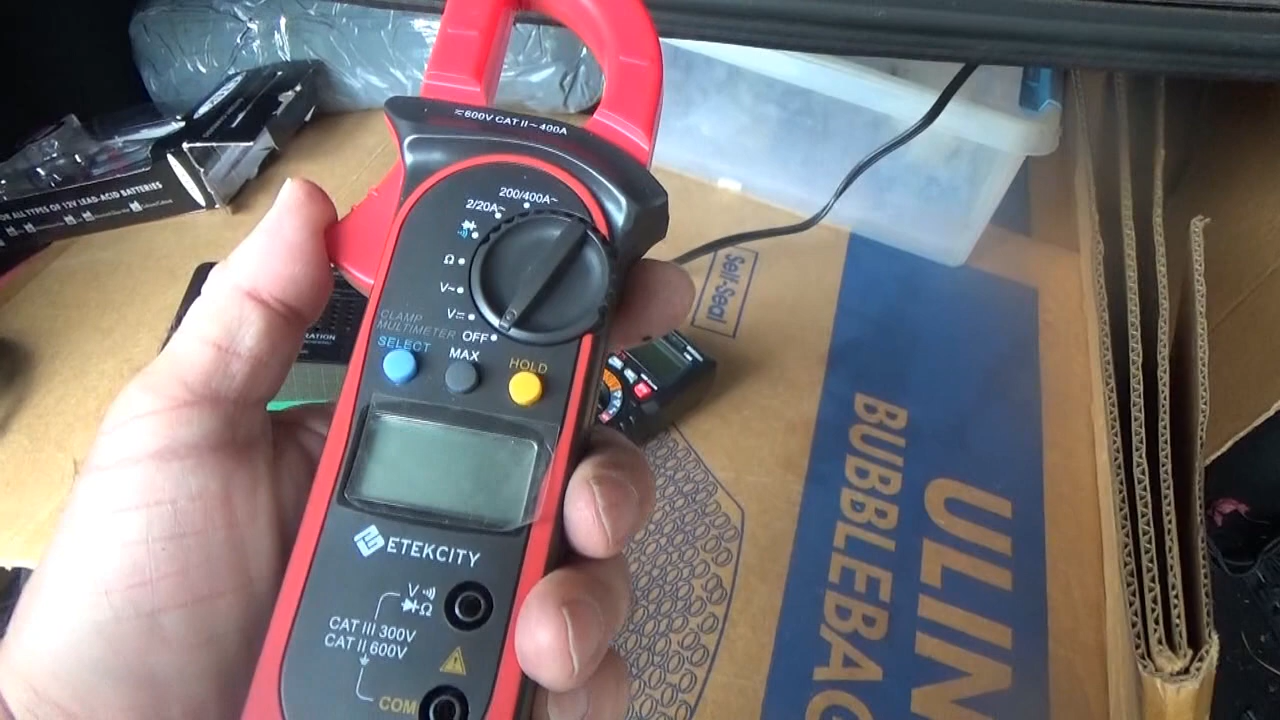 ≂600V CAT II ~ 400A
200/400A~
2/20A~
Ω
V~
V⎓
OFF
CLAMP
MULTIMETER
SELECT
MAX
HOLD
ETEKCITY
V
Ω
CAT III 300V
CAT II 600V
COM
ALL TYPES OF 12V LEAD-ACID BATTERIES
Self-Seal
ULIN
BUBBLEBAG